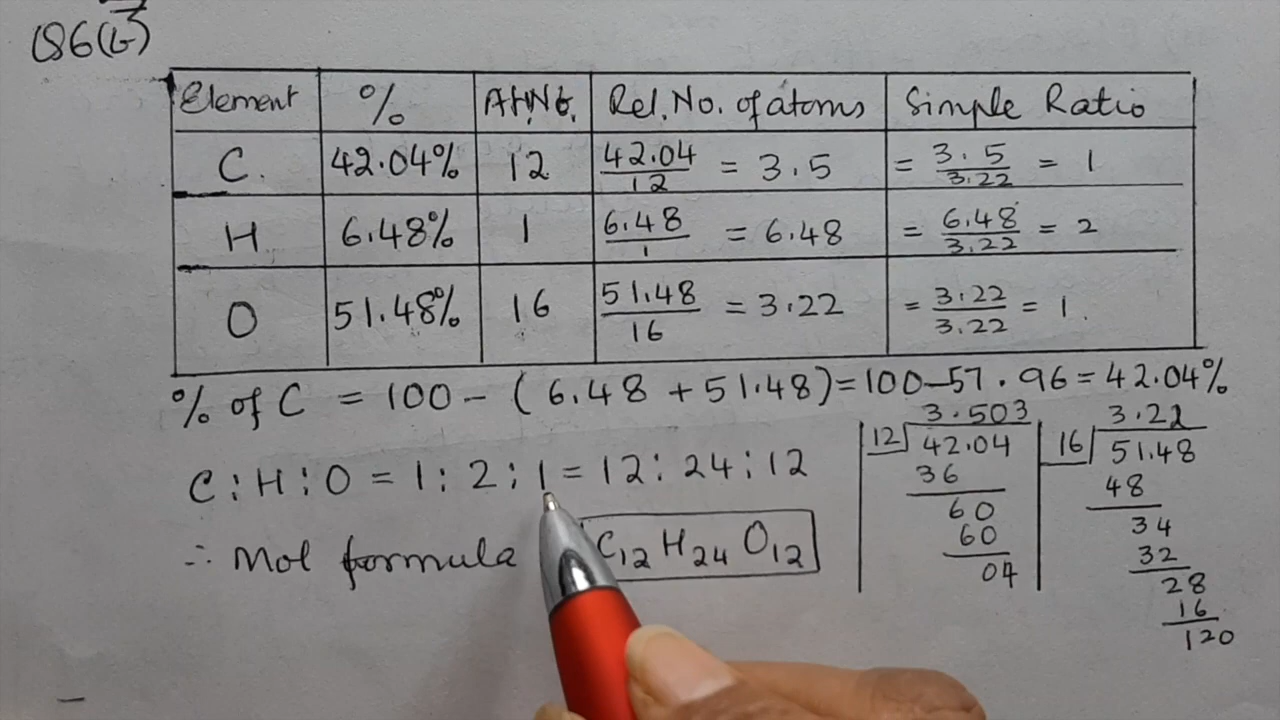 Q6(b)
Element % At.Wt. Rel. No. of atoms Simple Ratio
C. 42.04% 12 42.04/12 = 3.5 = 3.5/3.22 = 1
H 6.48% 1 6.48/1 = 6.48 = 6.48/3.22 = 2
O 51.48% 16 51.48/16 = 3.22 = 3.22/3.22 = 1.
% of C = 100 - (6.48 + 51.48) = 100 - 57.96 = 42.04%
C : H : O = 1 : 2 : 1 = 12 : 24 : 12
∴ Mol formula C12 H24 O12
3.503
12 42.04
36
60
60
04
3.22
16 51.48
48
34
32
28
16
120